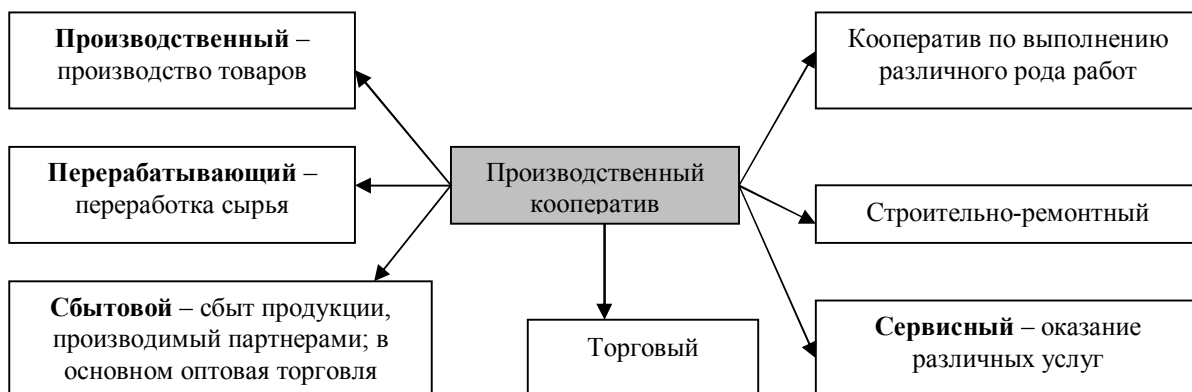 Производственный –
производство товаров
Кооператив по выполнению
различного рода работ
Перерабатывающий –
переработка сырья
Производственный
кооператив
Строительно-ремонтный
Сбытовой – сбыт продукции,
производимый партнерами; в
основном оптовая торговля
Торговый
Сервисный – оказание
различных услуг